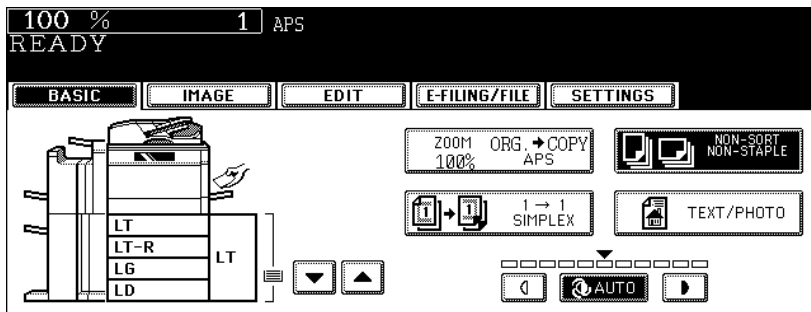 100 % 1 APS
READY
BASIC IMAGE EDIT E-FILING/FILE SETTINGS
ZOOM ORG.➔COPY
100% APS
NON-SORT
NON-STAPLE
1 → 1
SIMPLEX
TEXT/PHOTO
LT
LT-R
LG
LD
LT
AUTO